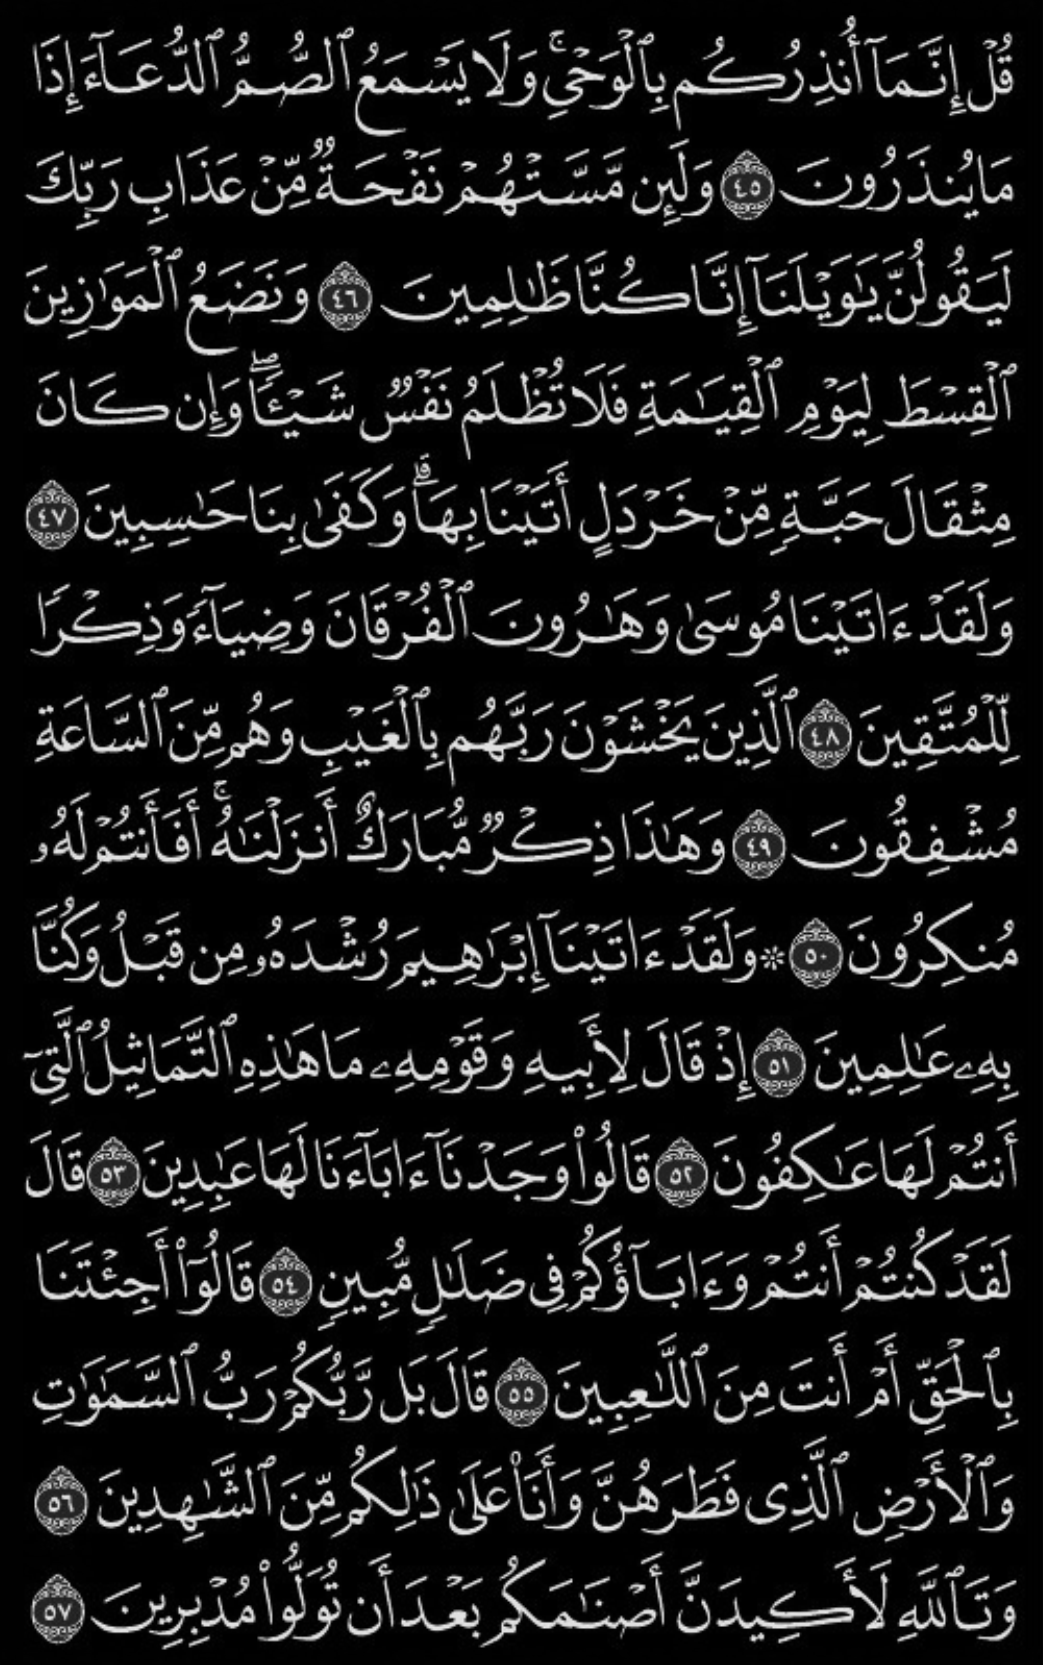 قُلْ إِنَّمَآ أُنذِرُكُم بِٱلْوَحْىِ ۚ وَلَا يَسْمَعُ ٱلصُّمُّ ٱلدُّعَآءَ إِذَا
مَا يُنذَرُونَ ٤٥ وَلَئِن مَّسَّتْهُمْ نَفْحَةٌ مِّنْ عَذَابِ رَبِّكَ
لَيَقُولُنَّ يَٰوَيْلَنَآ إِنَّا كُنَّا ظَٰلِمِينَ ٤٦ وَنَضَعُ ٱلْمَوَٰزِينَ
ٱلْقِسْطَ لِيَوْمِ ٱلْقِيَٰمَةِ فَلَا تُظْلَمُ نَفْسٌ شَيْـًٔا ۖ وَإِن كَانَ
مِثْقَالَ حَبَّةٍ مِّنْ خَرْدَلٍ أَتَيْنَا بِهَا ۗ وَكَفَىٰ بِنَا حَٰسِبِينَ ٤٧
وَلَقَدْ ءَاتَيْنَا مُوسَىٰ وَهَٰرُونَ ٱلْفُرْقَانَ وَضِيَآءً وَذِكْرًا
لِّلْمُتَّقِينَ ٤٨ ٱلَّذِينَ يَخْشَوْنَ رَبَّهُم بِٱلْغَيْبِ وَهُم مِّنَ ٱلسَّاعَةِ
مُشْفِقُونَ ٤٩ وَهَٰذَا ذِكْرٌ مُّبَارَكٌ أَنزَلْنَٰهُ ۚ أَفَأَنتُمْ لَهُۥ
مُنكِرُونَ ٥٠ ۞ وَلَقَدْ ءَاتَيْنَآ إِبْرَٰهِيمَ رُشْدَهُۥ مِن قَبْلُ وَكُنَّا
بِهِۦ عَٰلِمِينَ ٥١ إِذْ قَالَ لِأَبِيهِ وَقَوْمِهِۦ مَا هَٰذِهِ ٱلتَّمَاثِيلُ ٱلَّتِىٓ
أَنتُمْ لَهَا عَٰكِفُونَ ٥٢ قَالُوا۟ وَجَدْنَآ ءَابَآءَنَا لَهَا عَٰبِدِينَ ٥٣ قَالَ
لَقَدْ كُنتُمْ أَنتُمْ وَءَابَآؤُكُمْ فِى ضَلَٰلٍ مُّبِينٍ ٥٤ قَالُوٓا۟ أَجِئْتَنَا
بِٱلْحَقِّ أَمْ أَنتَ مِنَ ٱللَّٰعِبِينَ ٥٥ قَالَ بَل رَّبُّكُمْ رَبُّ ٱلسَّمَٰوَٰتِ
وَٱلْأَرْضِ ٱلَّذِى فَطَرَهُنَّ وَأَنَا۠ عَلَىٰ ذَٰلِكُم مِّنَ ٱلشَّٰهِدِينَ ٥٦
وَتَٱللَّهِ لَأَكِيدَنَّ أَصْنَٰمَكُم بَعْدَ أَن تُوَلُّوا۟ مُدْبِرِينَ ٥٧